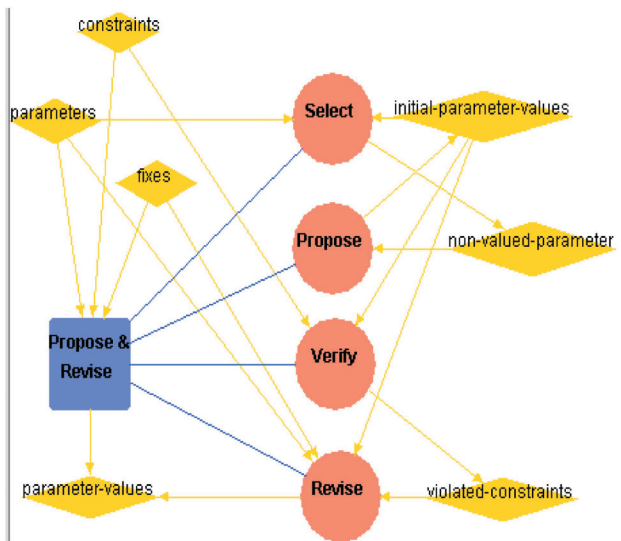 constraints
parameters
Select
initial-parameter-values
fixes
Propose
non-valued-parameter
Propose &
Revise
Verify
parameter-values
Revise
violated-constraints